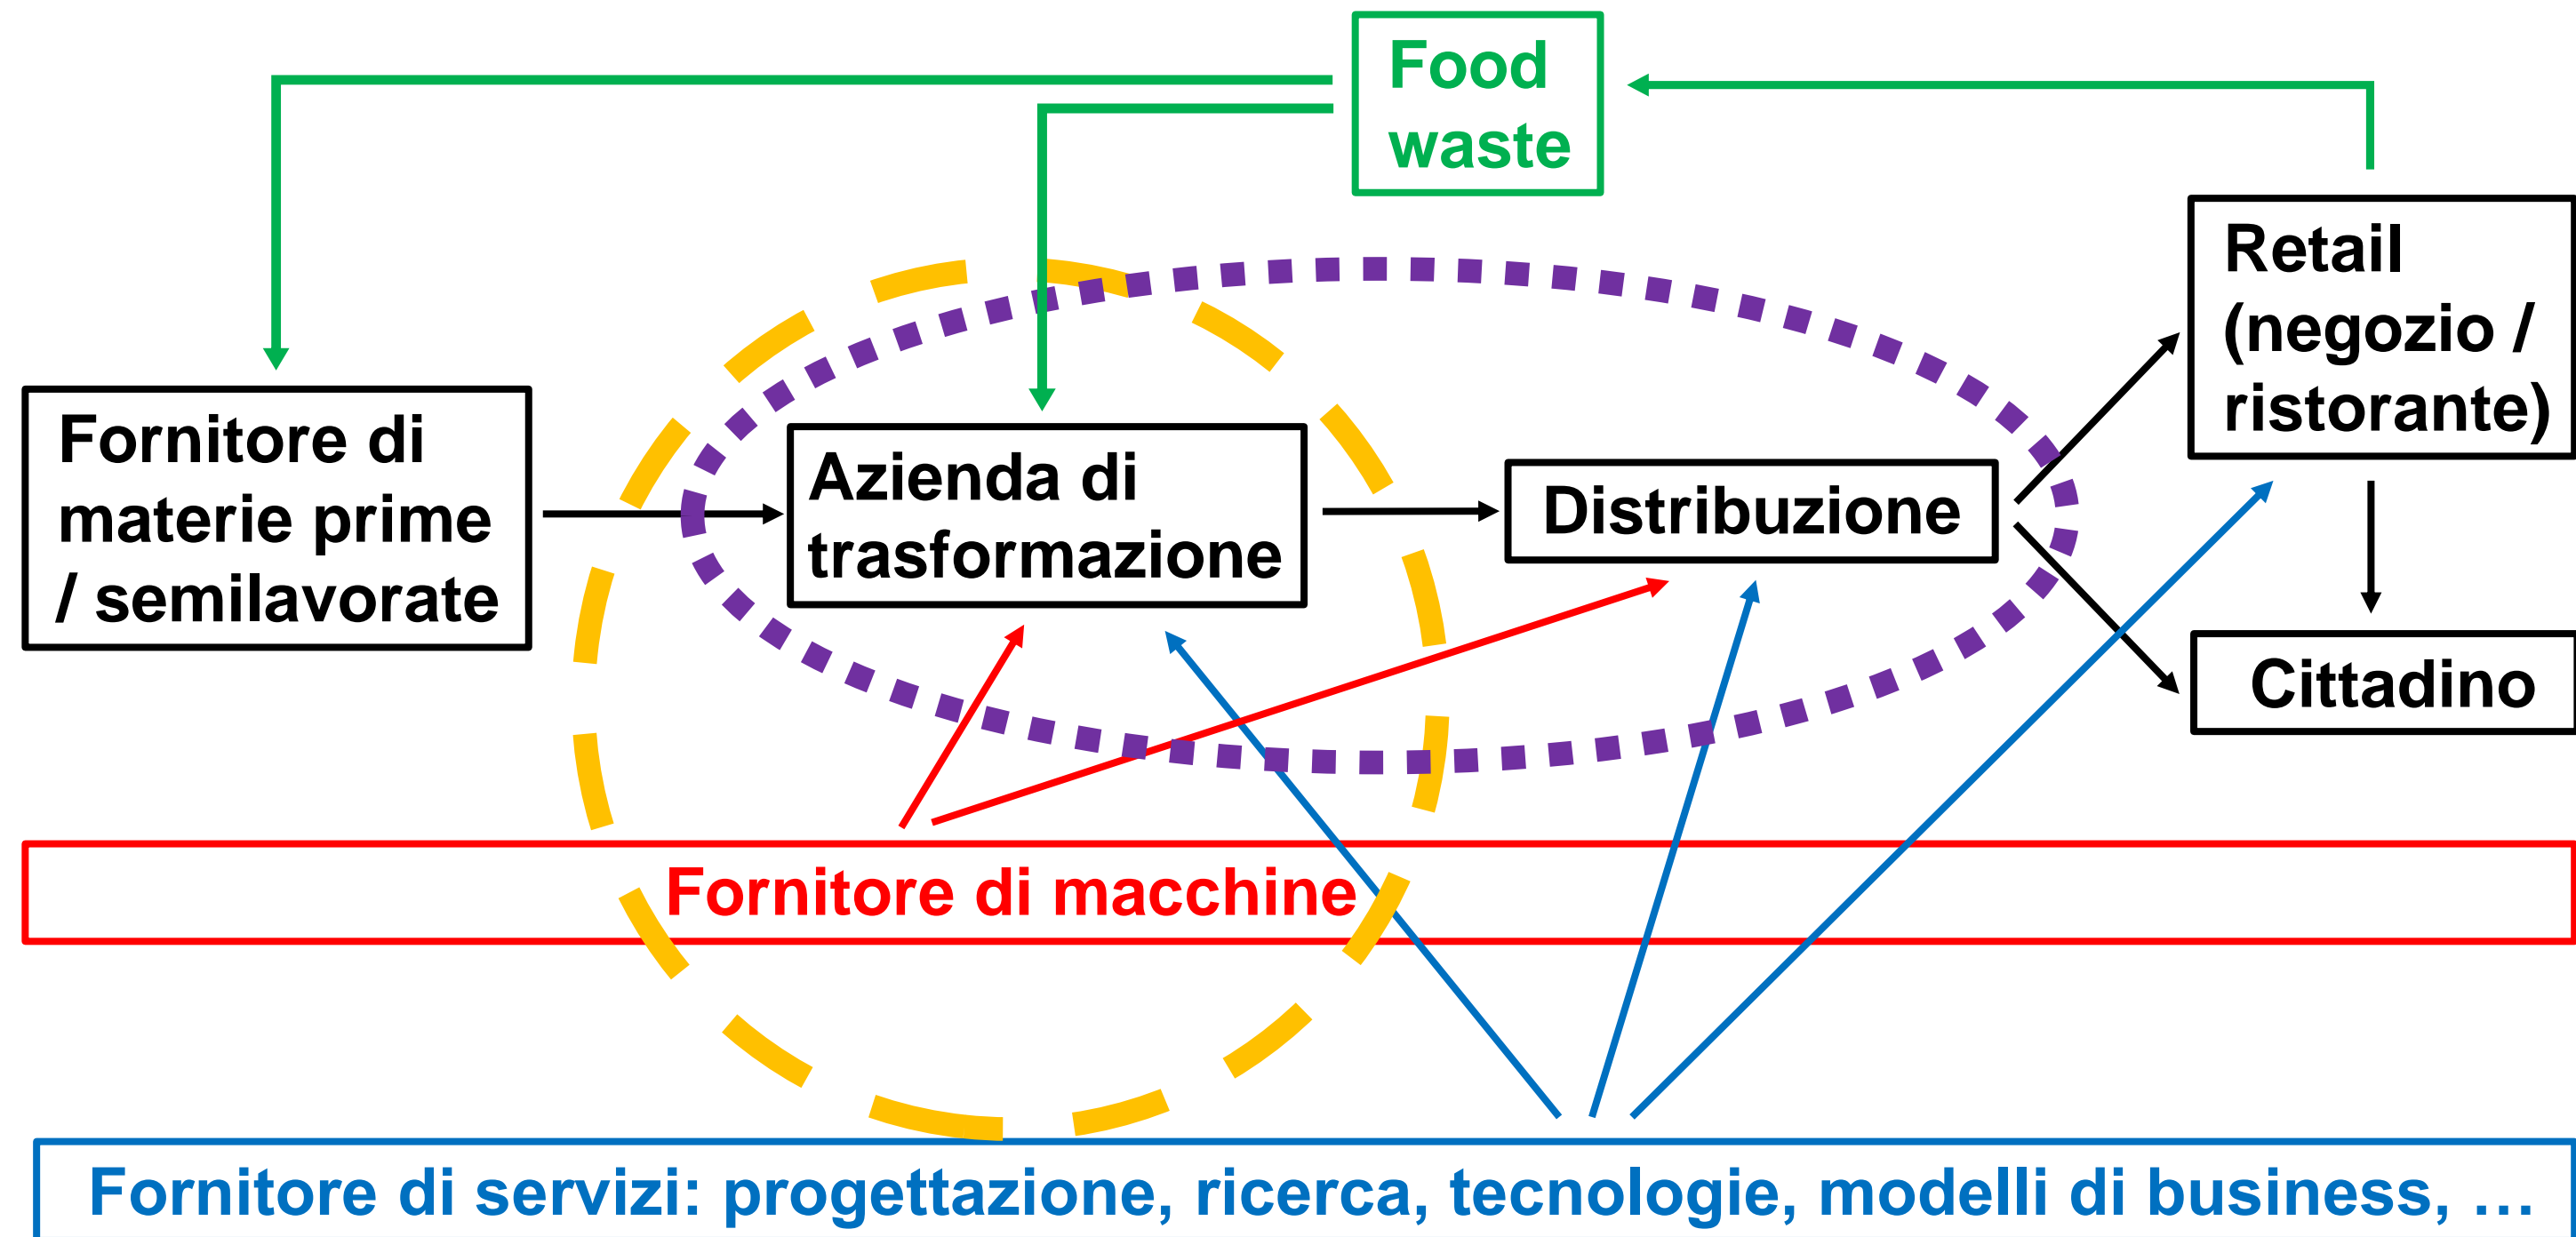 Food
waste
Retail
(negozio /
ristorante)
Fornitore di
materie prime
/ semilavorate
Azienda di
trasformazione
Distribuzione
Cittadino
Fornitore di macchine
Fornitore di servizi: progettazione, ricerca, tecnologie, modelli di business, …